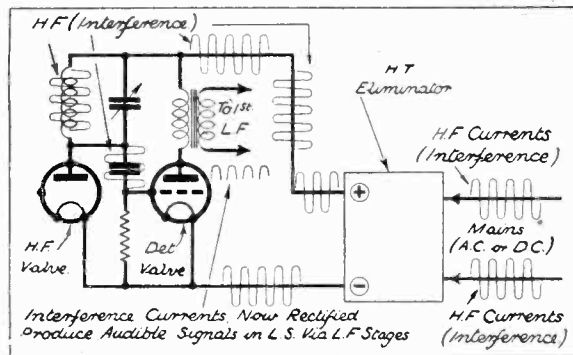 HF (Interference)
To 1st.
L F
H T
Eliminator
H.F Currents
(Interference)
+
Mains
(A.C. or D.C.)
H.F.
Valve
Det
Valve
-
H.F Currents
(Interference)
Interference Currents, Now Rectified
Produce Audible Signals in L.S. Via L.F Stages